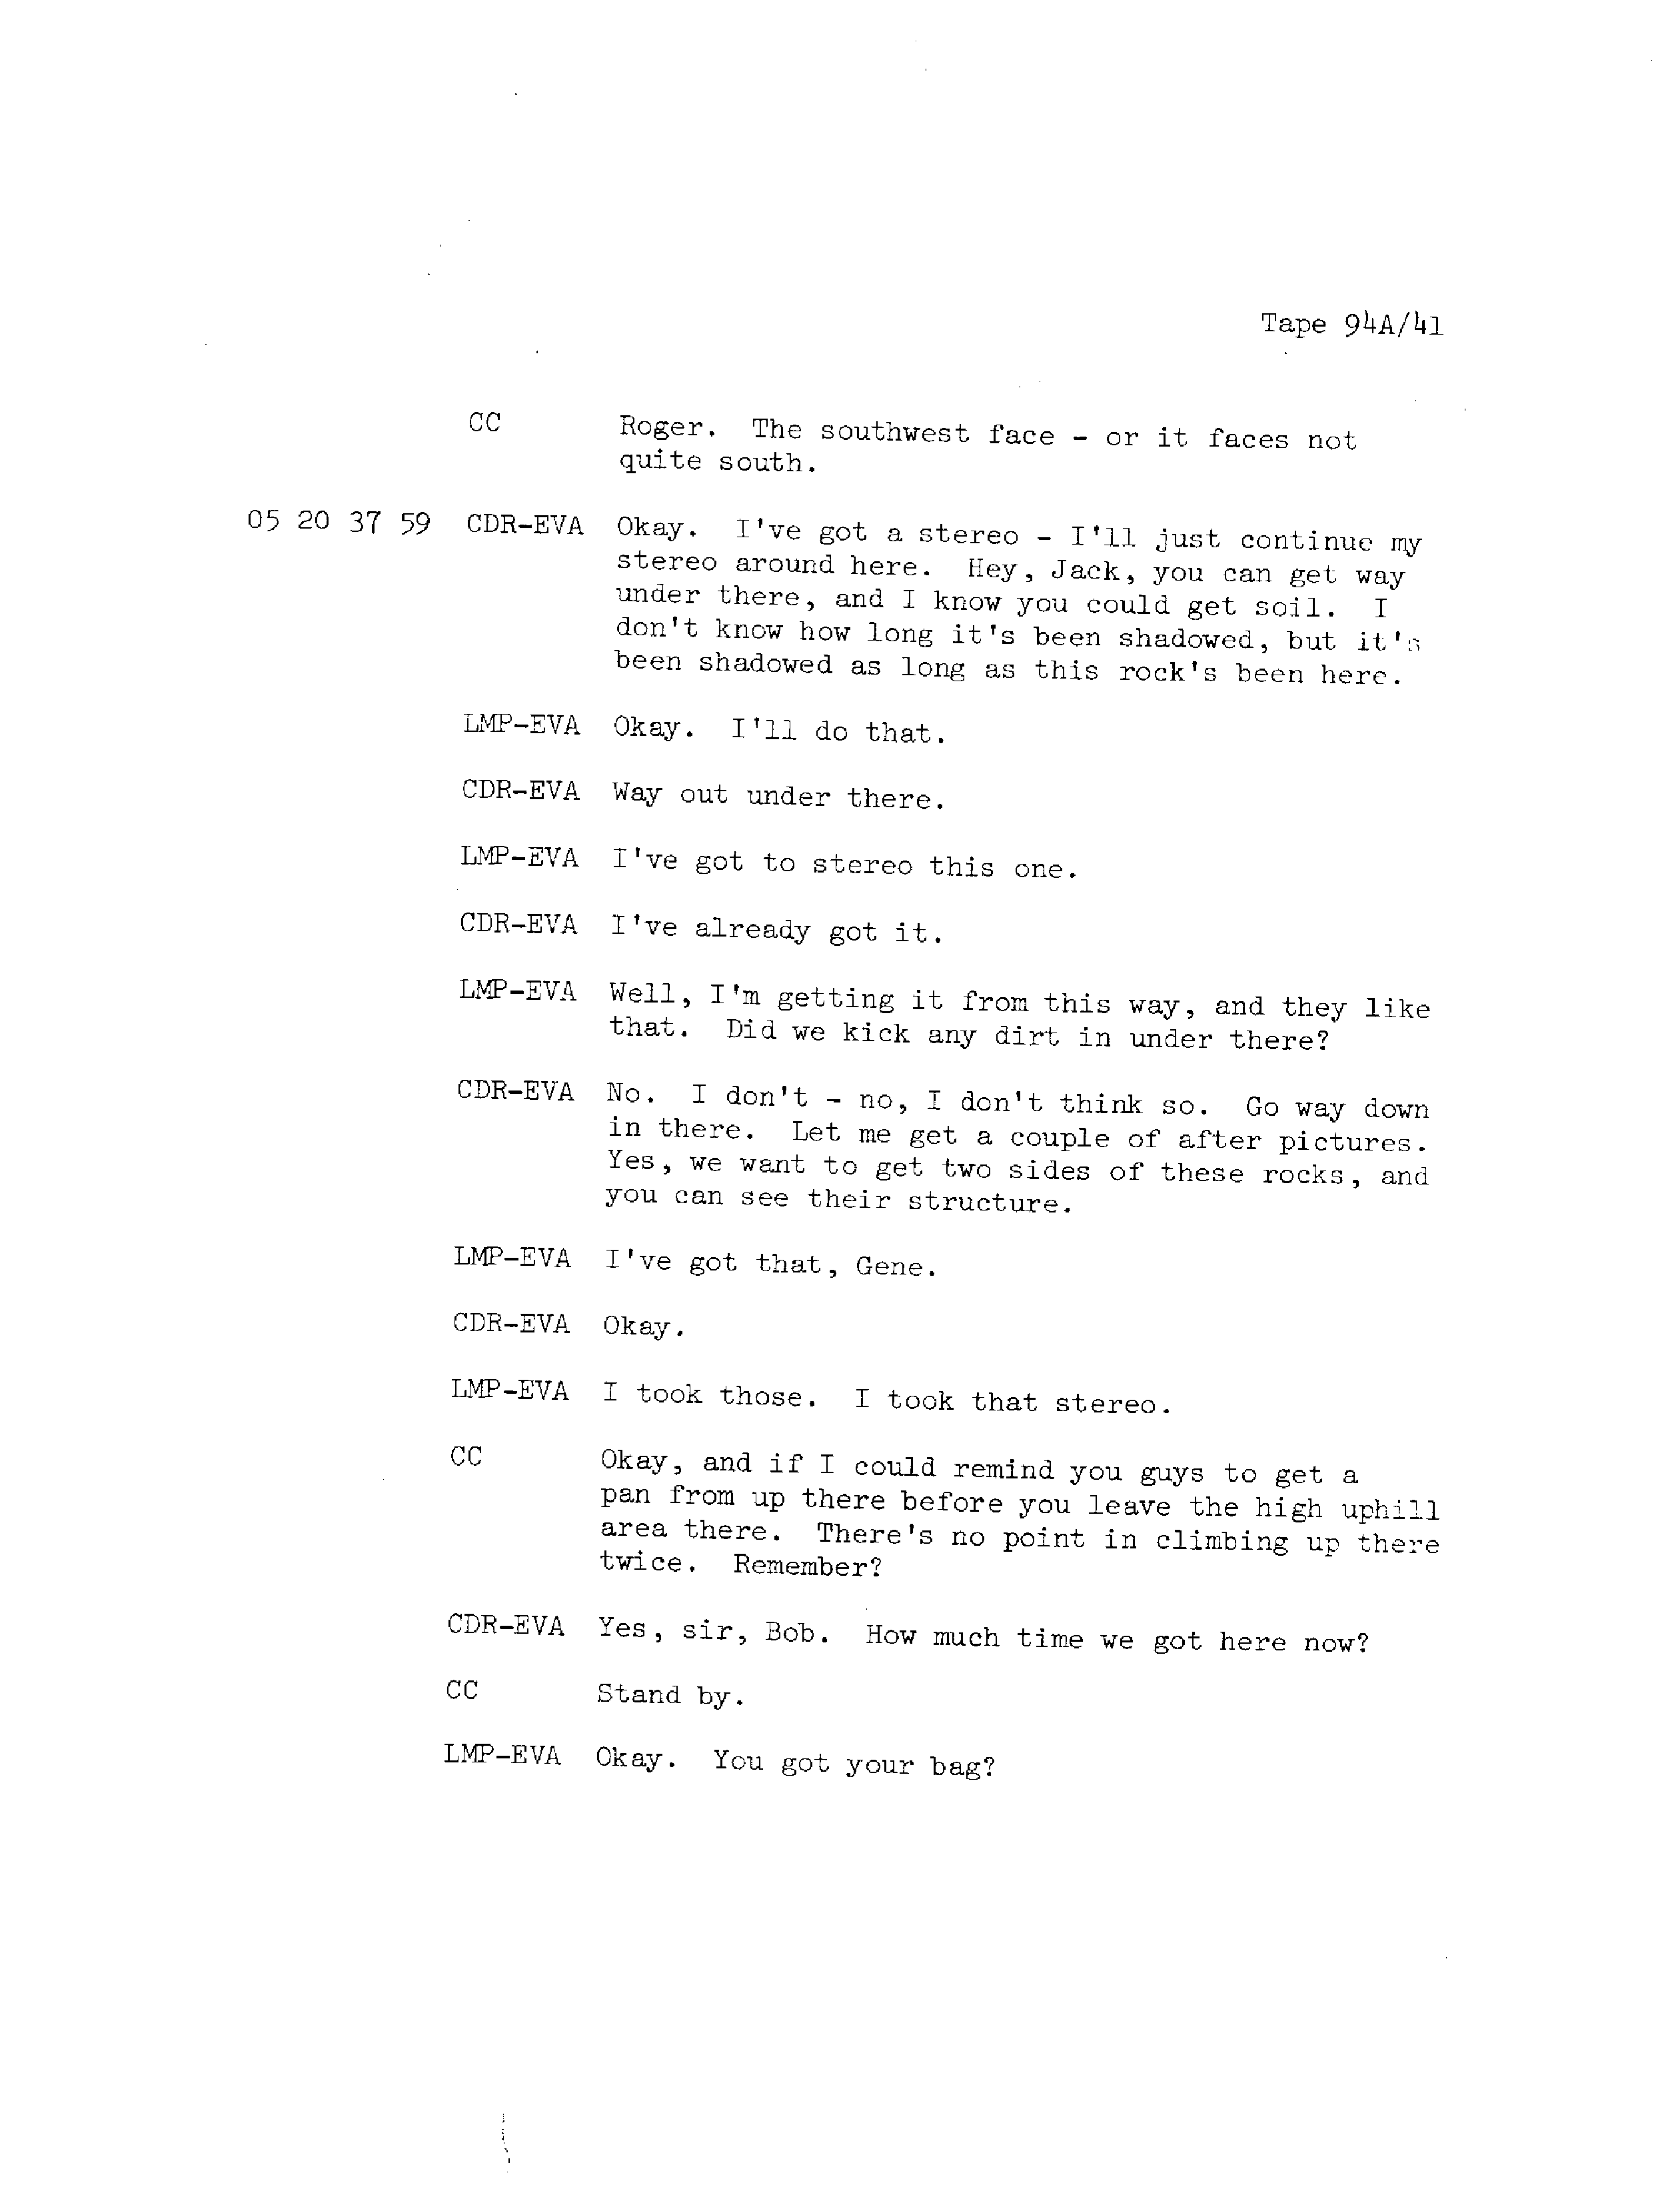 Tape 94A/41
CC Roger. The southwest face - or it faces not
quite south.
05 20 37 59 CDR-EVA Okay. I've got a stereo - I'll just continue my
stereo around here. Hey, Jack, you can get way
under there, and I know you could get soil. I
don't know how long it's been shadowed, but it's
been shadowed as long as this rock's been here.
LMP-EVA Okay. I'll do that.
CDR-EVA Way out under there.
LMP-EVA I've got to stereo this one.
CDR-EVA I've already got it.
LMP-EVA Well, I'm getting it from this way, and they like
that. Did we kick any dirt in under there?
CDR-EVA No. I don't - no, I don't think so. Go way down
in there. Let me get a couple of after pictures.
Yes, we want to get two sides of these rocks, and
you can see their structure.
LMP-EVA I've got that, Gene.
CDR-EVA Okay.
LMP-EVA I took those. I took that stereo.
CC Okay, and if I could remind you guys to get a
pan from up there before you leave the high uphill
area there. There's no point in climbing up there
twice. Remember?
CDR-EVA Yes, sir, Bob. How much time we got here now?
CC Stand by.
LMP-EVA Okay. You got your bag?